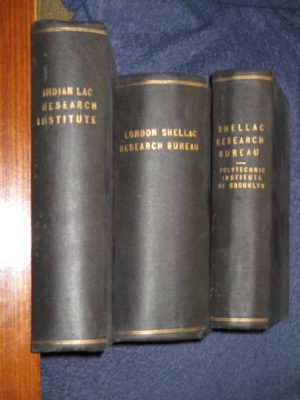 INDIAN LAC
RESEARCH
INSTITUTE
LONDON SHELLAC
RESEARCH BUREAU
SHELLAC
RESEARCH
BUREAU
POLYTECHNIC
INSTITUTE
OF BROOKLYN